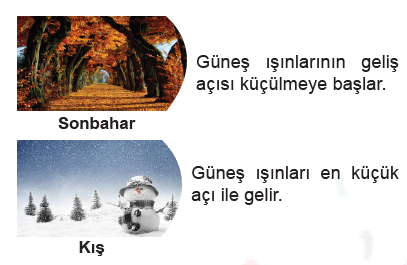 Güneş ışınlarının geliş
açısı küçülmeye başlar.
Sonbahar
Güneş ışınları en küçük
açı ile gelir.
Kış